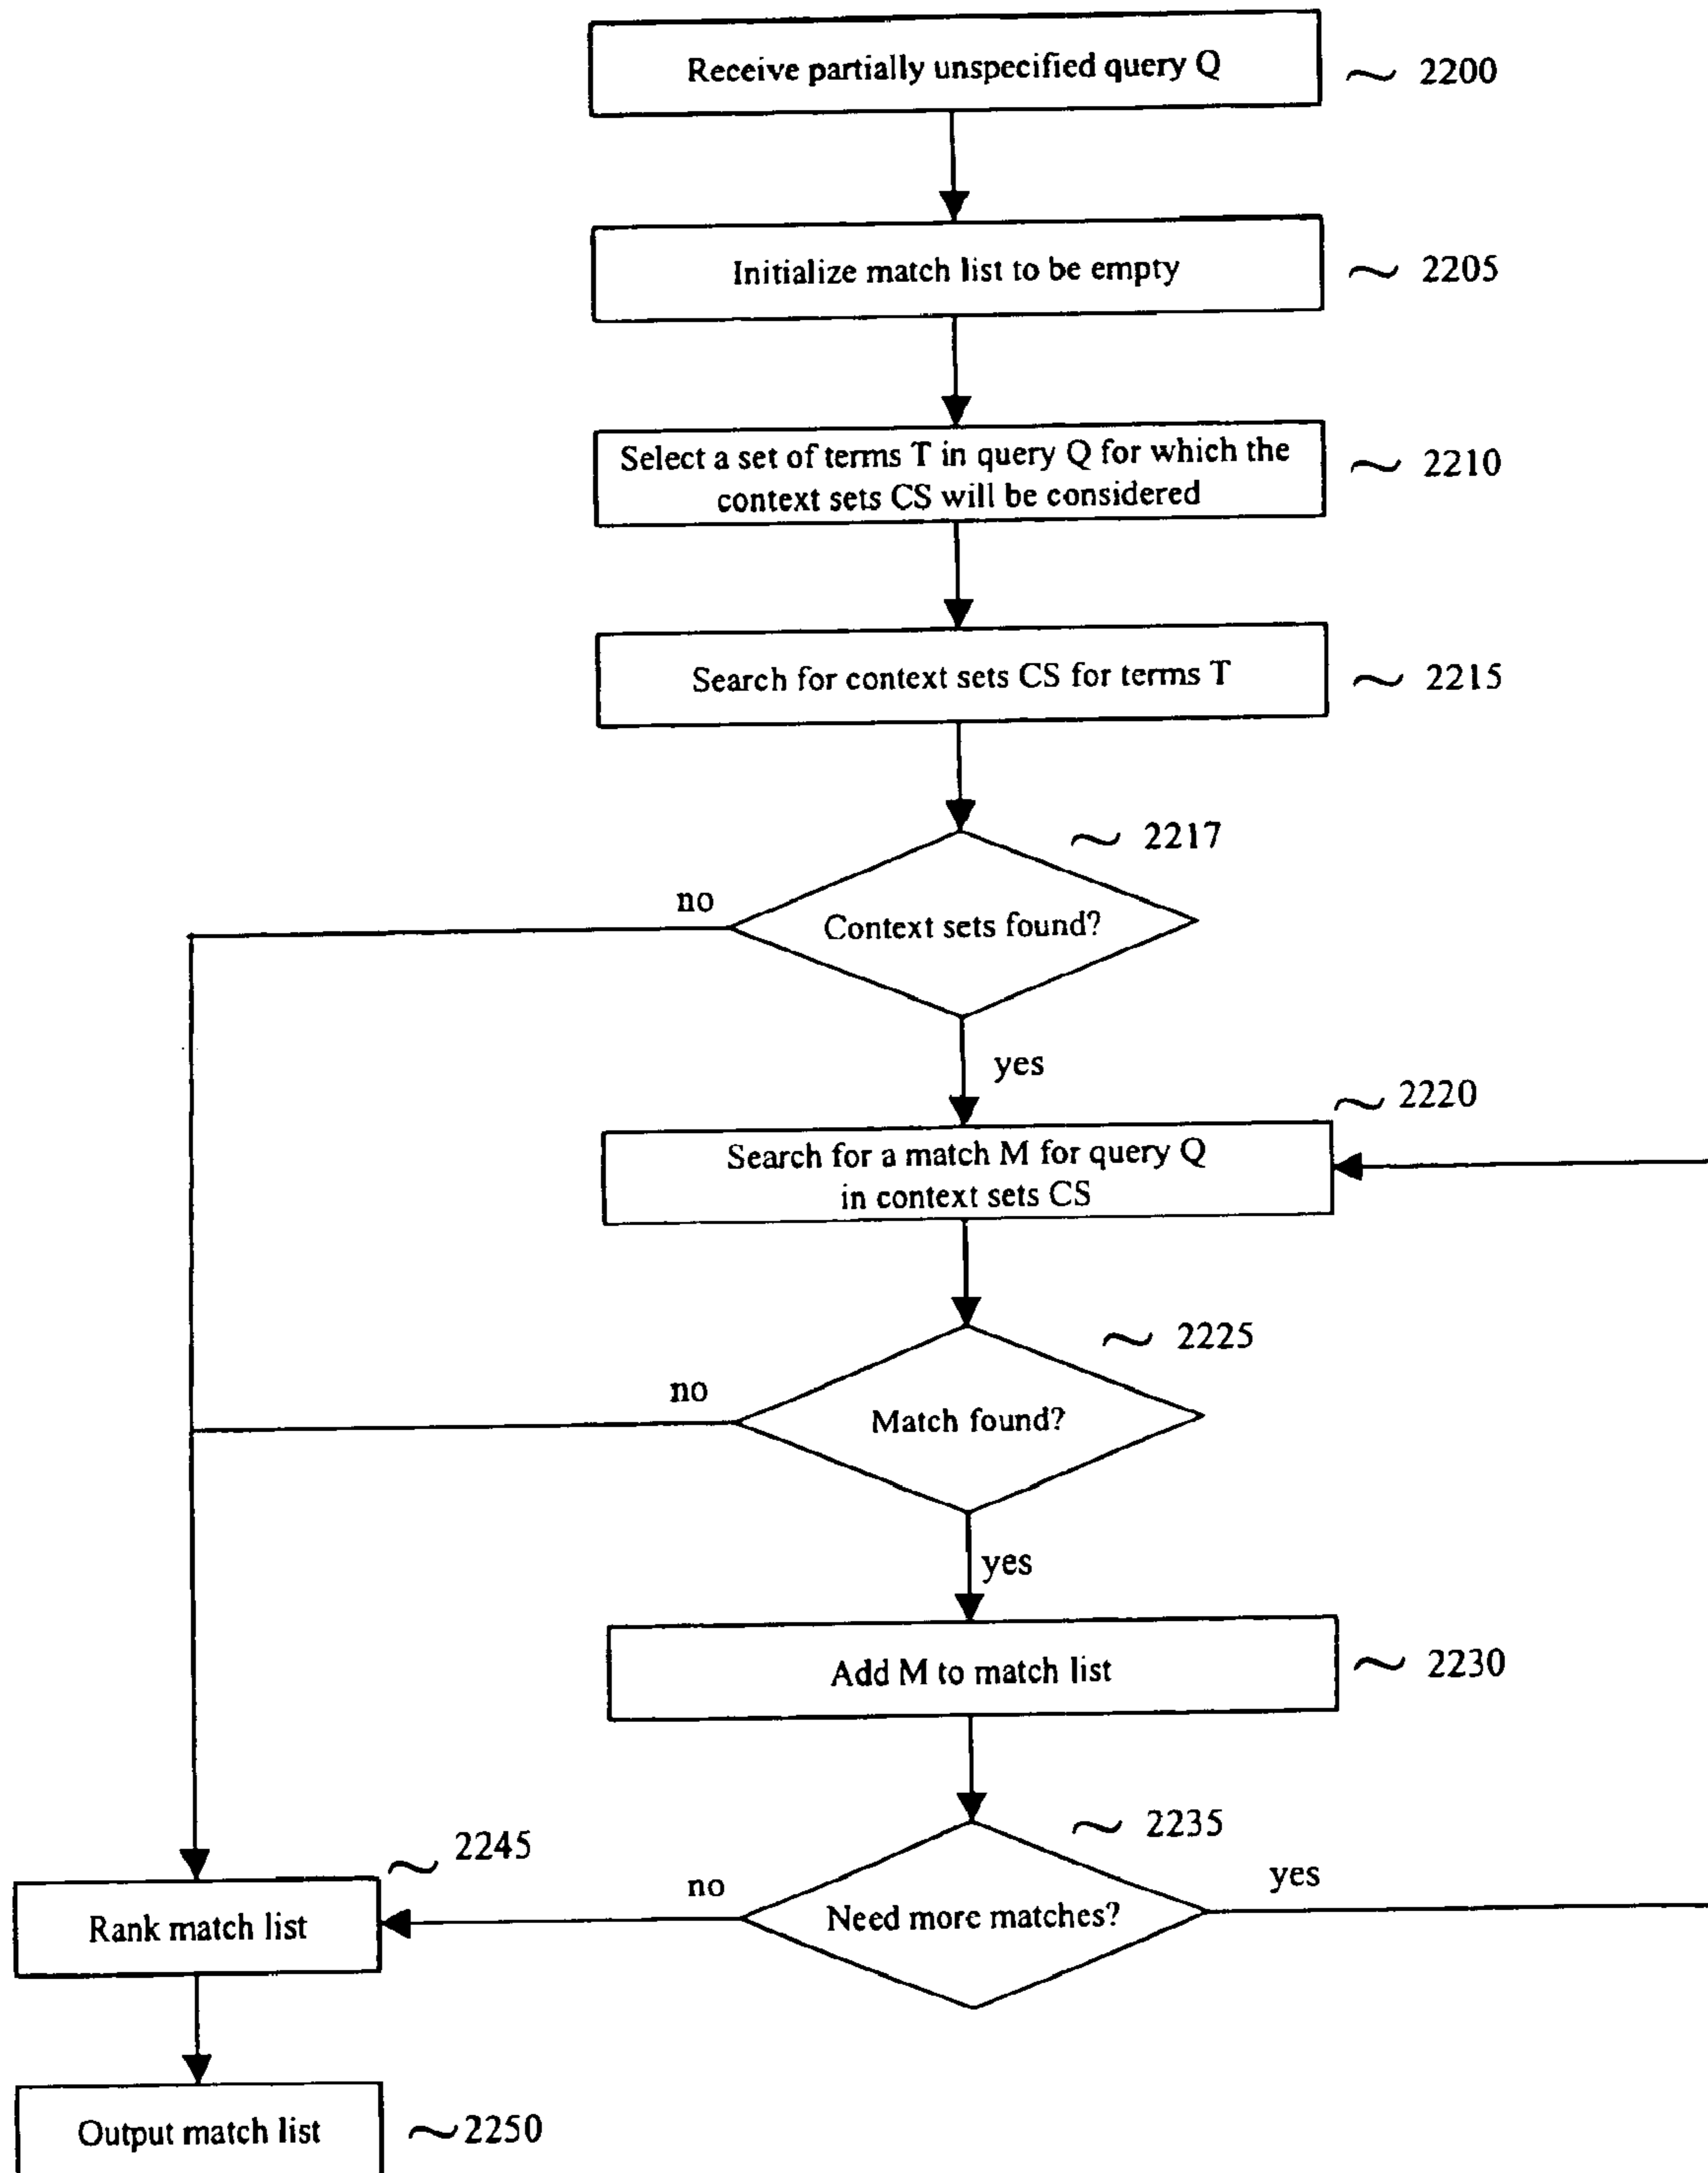 Receive partially unspecified query Q
~ 2200
Initialize match list to be empty
~ 2205
Select a set of terms T in query Q for which the
context sets CS will be considered
~ 2210
Search for context sets CS for terms T
~ 2215
~ 2217
Context sets found?
no
yes
~ 2220
Search for a match M for query Q
in context sets CS
~ 2225
Match found?
no
yes
Add M to match list
~ 2230
~ 2235
Need more matches?
no
yes
~ 2245
Rank match list
Output match list
~2250